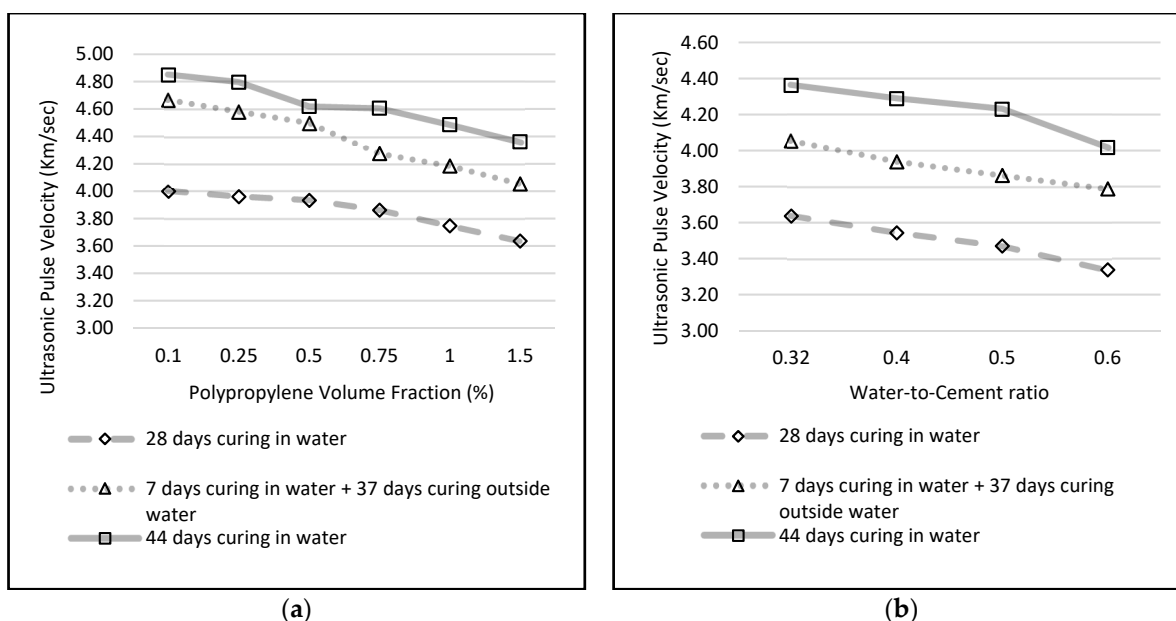 Ultrasonic Pulse Velocity (Km/sec)
5.00
4.80
4.60
4.40
4.20
4.00
3.80
3.60
3.40
3.20
3.00
0.1 0.25 0.5 0.75 1 1.5
Polypropylene Volume Fraction (%)
28 days curing in water
7 days curing in water + 37 days curing outside
water
44 days curing in water
(a)
Ultrasonic Pulse Velocity (Km/sec)
4.60
4.40
4.20
4.00
3.80
3.60
3.40
3.20
3.00
0.32 0.4 0.5 0.6
Water-to-Cement ratio
28 days curing in water
7 days curing in water + 37 days curing
outside water
44 days curing in water
(b)